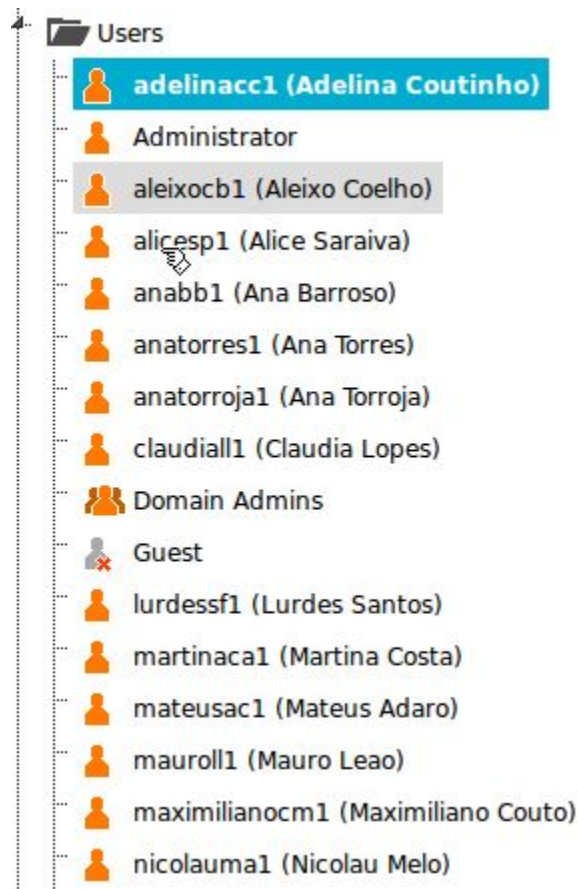 Users
adelinacc1 (Adelina Coutinho)
Administrator
aleixocb1 (Aleixo Coelho)
alicesp1 (Alice Saraiva)
anabb1 (Ana Barroso)
anatorres1 (Ana Torres)
anatorroja1 (Ana Torroja)
claudiall1 (Claudia Lopes)
Domain Admins
Guest
lurdessf1 (Lurdes Santos)
martinaca1 (Martina Costa)
mateusac1 (Mateus Adaro)
mauroll1 (Mauro Leao)
maximilianocm1 (Maximiliano Couto)
nicolauma1 (Nicolau Melo)